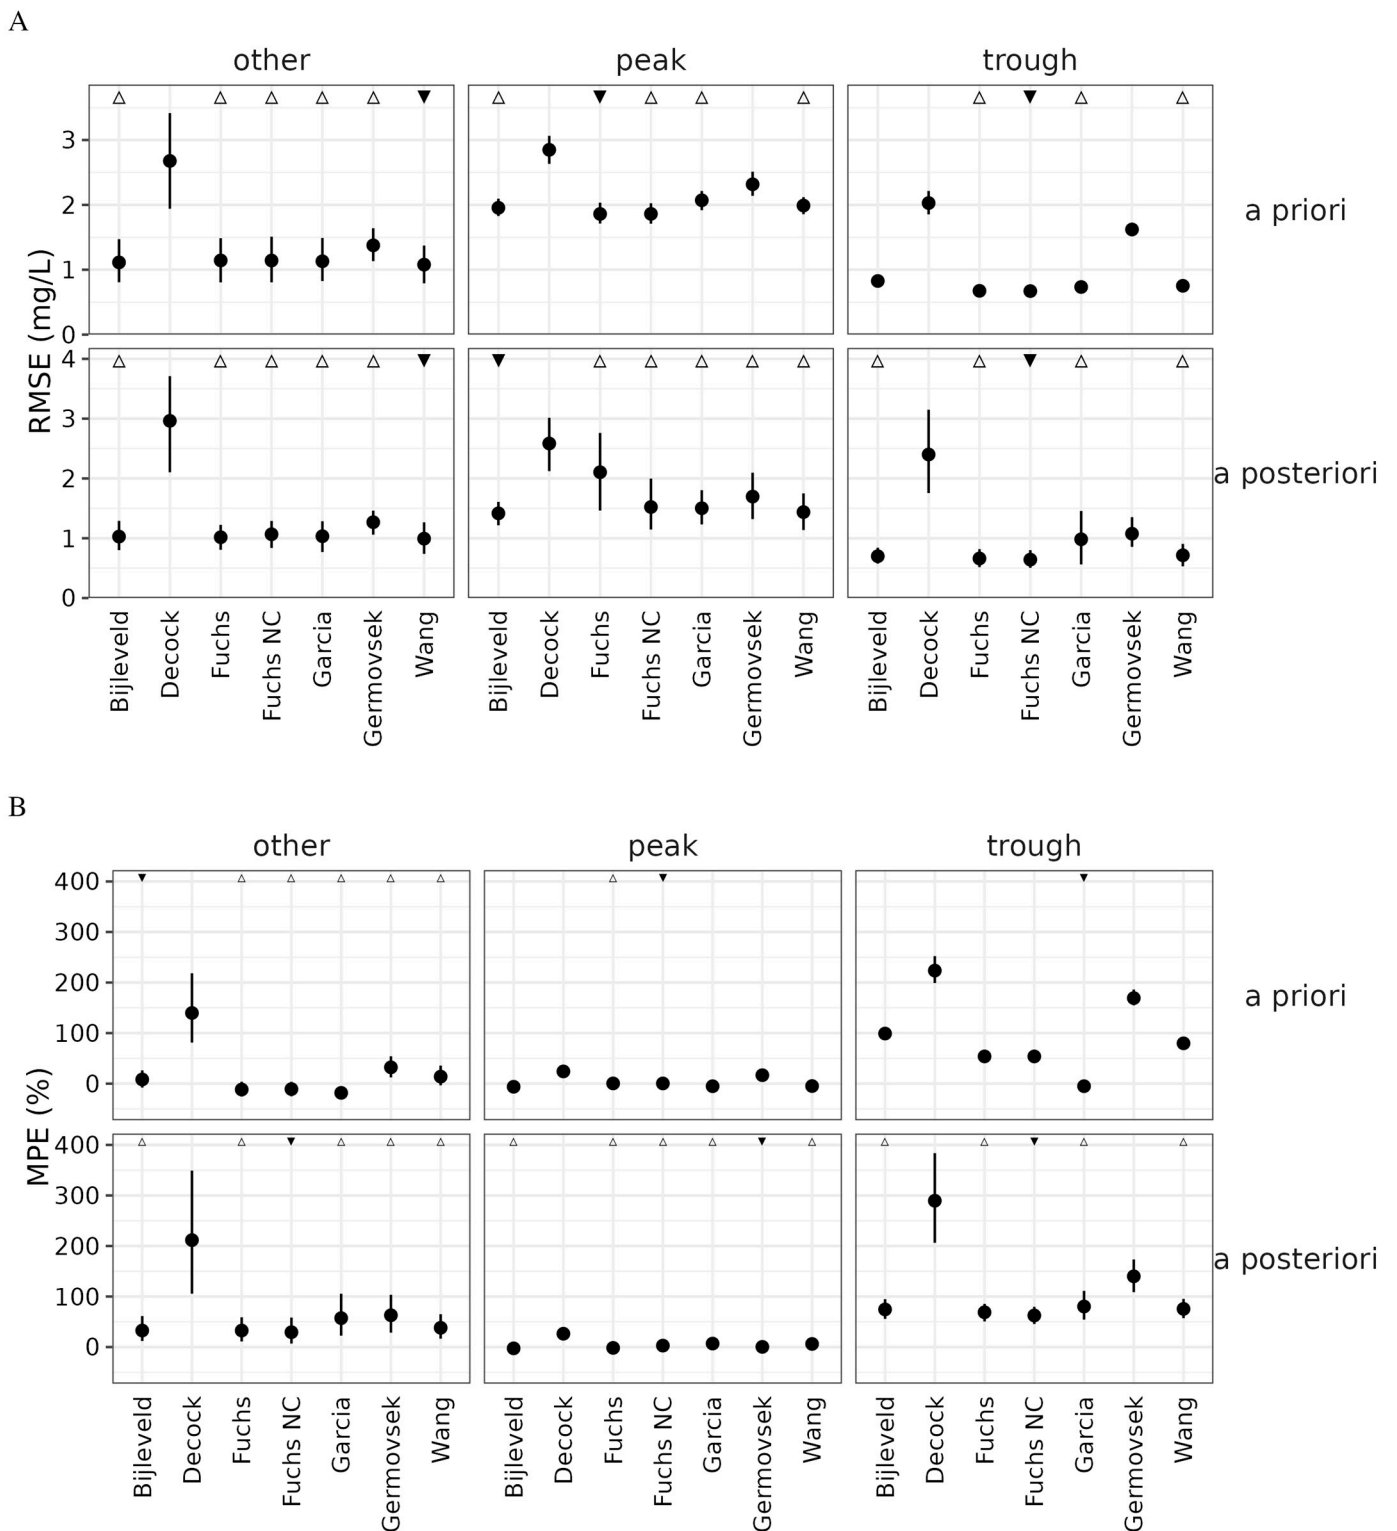 A
other peak trough
3
2
1
0
a priori
RMSE (mg/L)
4
3
2
1
0
a posteriori
Bijleveld Decock Fuchs Fuchs NC Garcia Germovsek Wang Bijleveld Decock Fuchs Fuchs NC Garcia Germovsek Wang Bijleveld Decock Fuchs Fuchs NC Garcia Germovsek Wang
B
other peak trough
400
300
200
100
0
a priori
MPE (%)
400
300
200
100
0
a posteriori
Bijleveld Decock Fuchs Fuchs NC Garcia Germovsek Wang Bijleveld Decock Fuchs Fuchs NC Garcia Germovsek Wang Bijleveld Decock Fuchs Fuchs NC Garcia Germovsek Wang